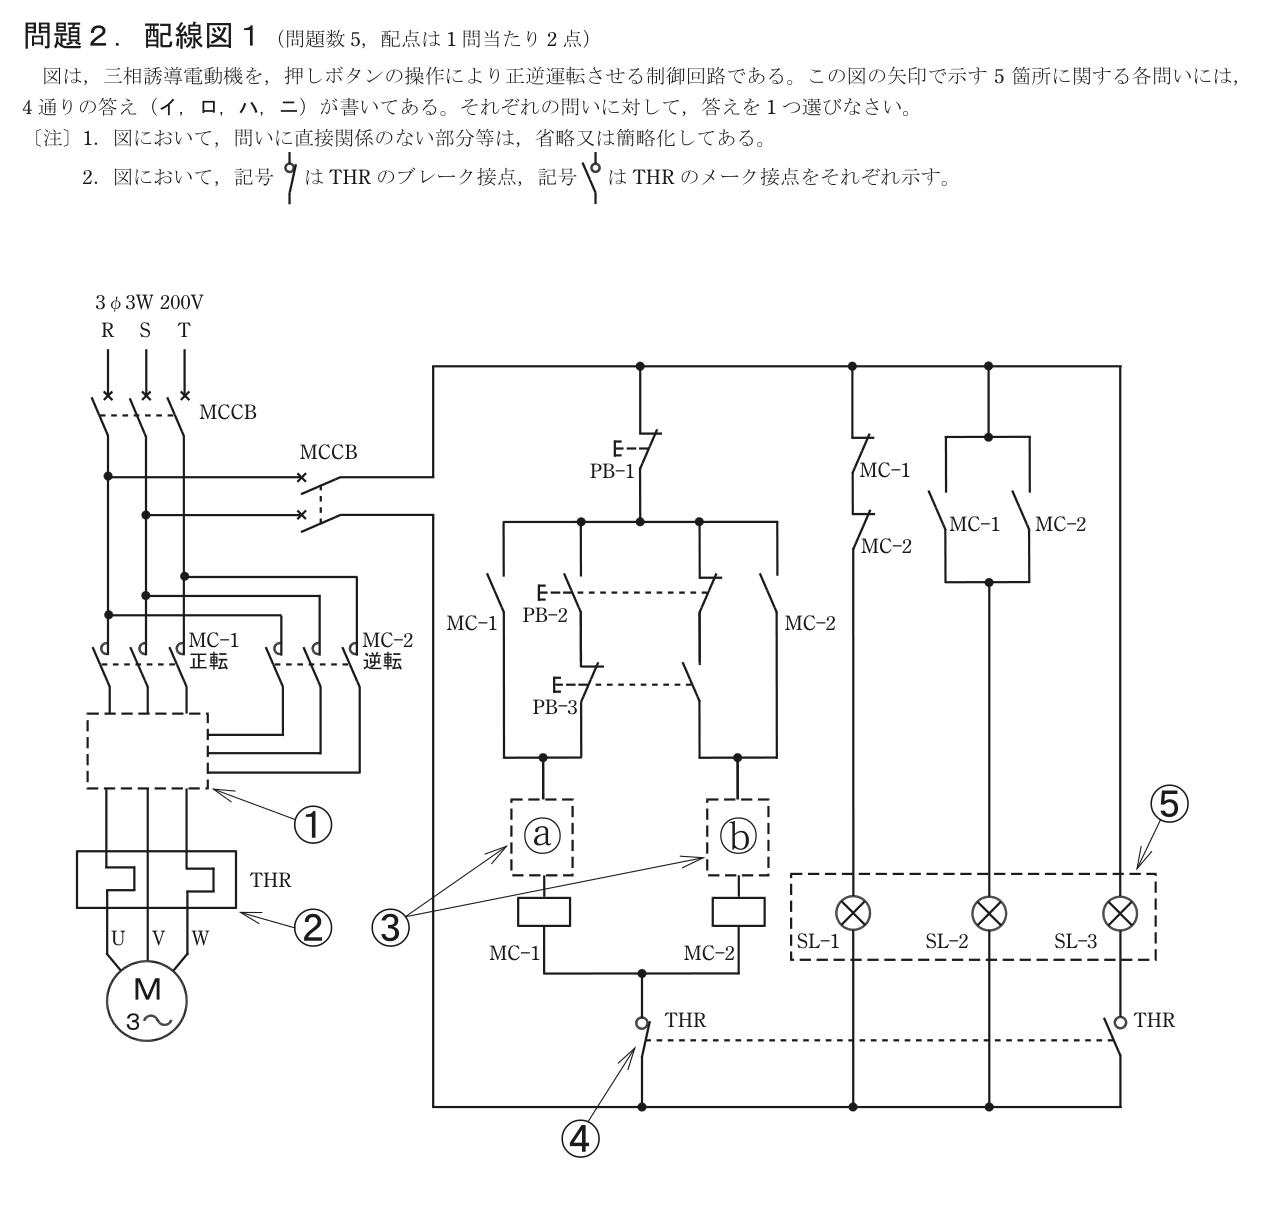 問題2. 配線図1 (問題数5, 配点は1問当たり2点)
図は, 三相誘導電動機を, 押しボタンの操作により正逆運転させる制御回路である。この図の矢印で示す5箇所に関する各問いには,
4通りの答え(イ, ロ, ハ, ニ)が書いてある。それぞれの問いに対して, 答えを1つ選びなさい。
〔注〕1. 図において, 問いに直接関係のない部分等は, 省略又は簡略化してある。
2. 図において, 記号 は THR のブレーク接点, 記号 は THR のメーク接点をそれぞれ示す。
3φ3W 200V
R S T
MCCB
MCCB
PB-1
MC-1
MC-2
MC-1
MC-2
MC-1
PB-2
MC-2
MC-1
正転
MC-2
逆転
PB-3
①
ⓐ
ⓑ
⑤
THR
②
③
U V W
MC-1
MC-2
SL-1
SL-2
SL-3
M
3～
THR
THR
④